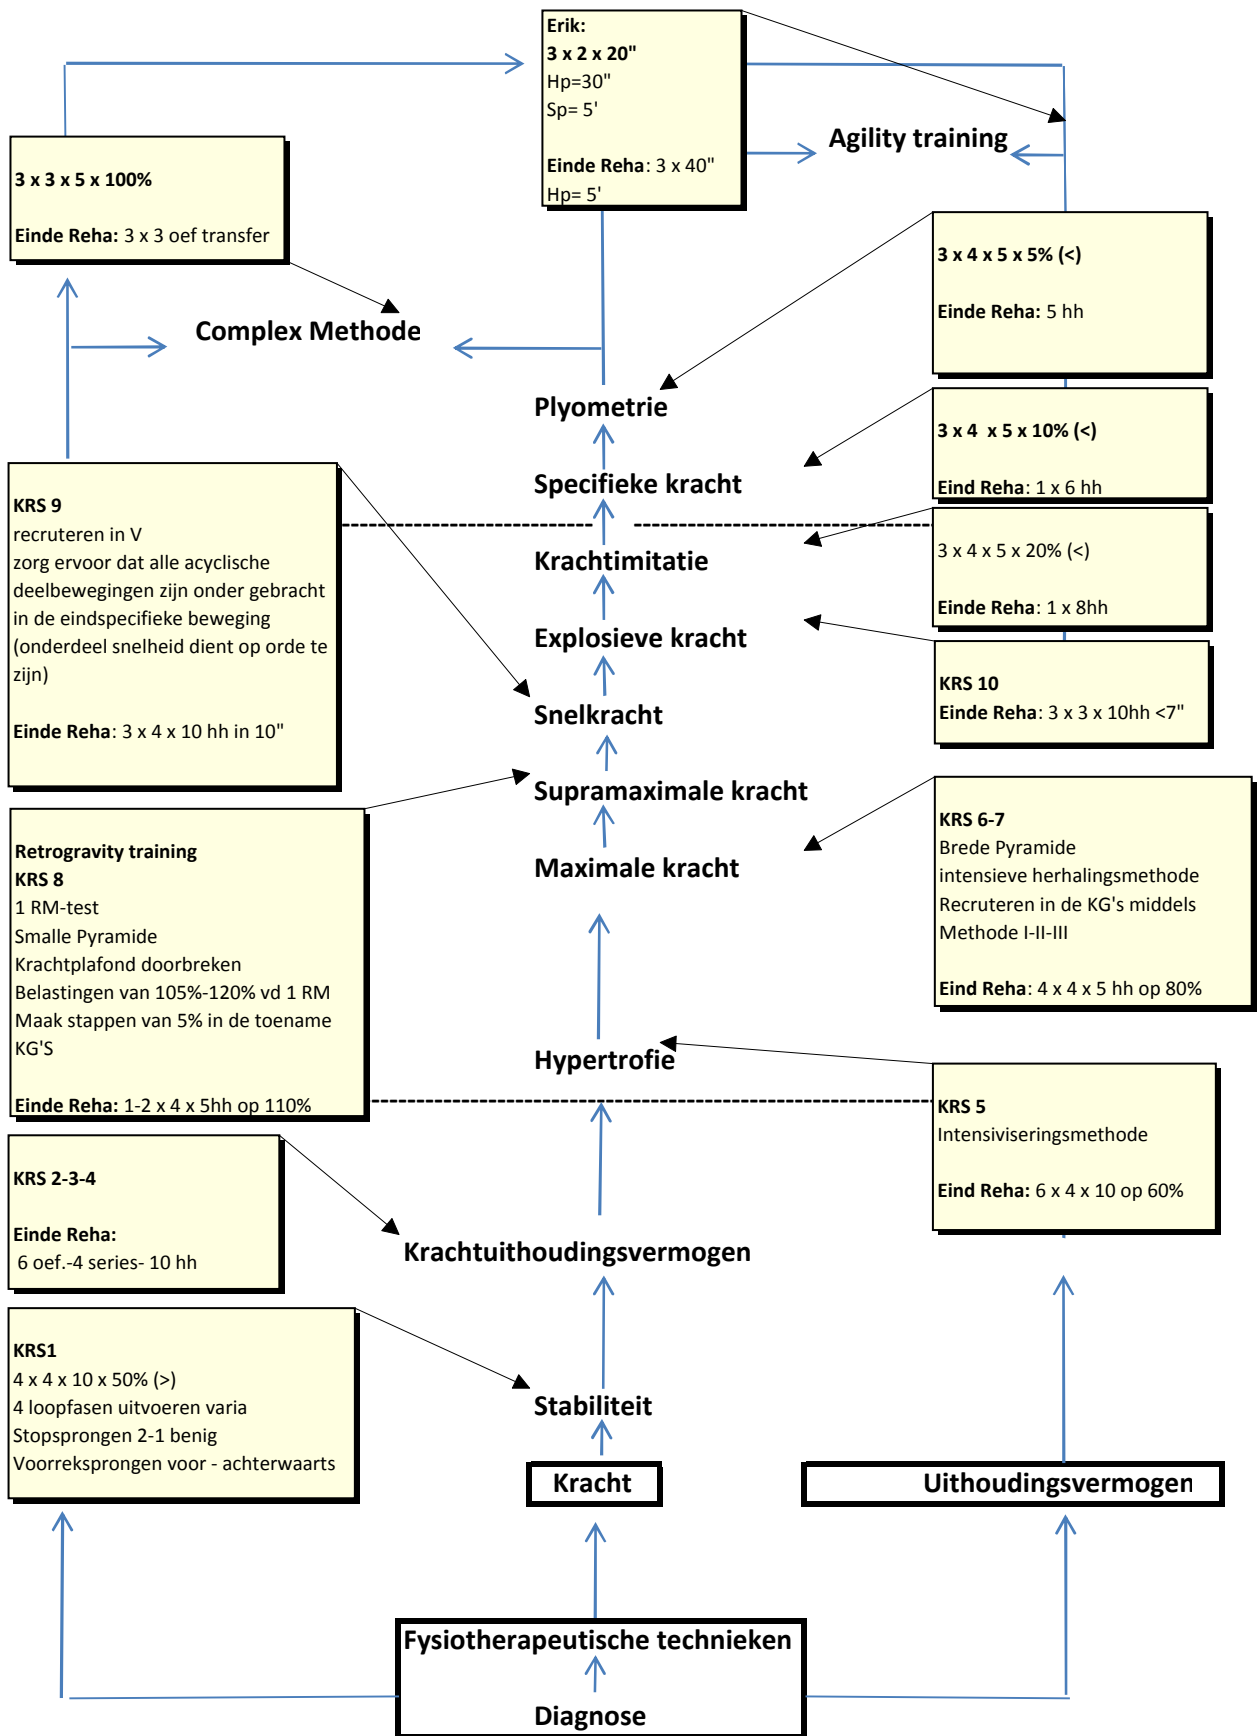 Erik:
3 x 2 x 20"
Hp=30"
Sp= 5'
Einde Reha: 3 x 40"
Hp= 5'
Agility training
3 x 3 x 5 x 100%
Einde Reha: 3 x 3 oef transfer
3 x 4 x 5 x 5% (<)
Einde Reha: 5 hh
Complex Methode
Plyometrie
3 x 4  x 5 x 10% (<)
Eind Reha: 1 x 6 hh
Specifieke kracht
KRS 9
recruteren in V
zorg ervoor dat alle acyclische
deelbewegingen zijn onder gebracht
in de eindspecifieke beweging
(onderdeel snelheid dient op orde te
zijn)
Einde Reha: 3 x 4 x 10 hh in 10"
3 x 4 x 5 x 20% (<)
Einde Reha: 1 x 8hh
Krachtimitatie
Explosieve kracht
KRS 10
Einde Reha: 3 x 3 x 10hh <7"
Snelkracht
Supramaximale kracht
KRS 6-7
Brede Pyramide
intensieve herhalingsmethode
Recruteren in de KG's middels
Methode I-II-III
Eind Reha: 4 x 4 x 5 hh op 80%
Maximale kracht
Retrogravity training
KRS 8
1 RM-test
Smalle Pyramide
Krachtplafond doorbreken
Belastingen van 105%-120% vd 1 RM
Maak stappen van 5% in de toename
KG'S
Einde Reha: 1-2 x 4 x 5hh op 110%
Hypertrofie
KRS 5
Intensiviseringsmethode
Eind Reha: 6 x 4 x 10 op 60%
KRS 2-3-4
Einde Reha:
6 oef.-4 series- 10 hh
Krachtuithoudingsvermogen
KRS1
4 x 4 x 10 x 50% (>)
4 loopfasen uitvoeren varia
Stopsprongen 2-1 benig
Voorreksprongen voor - achterwaarts
Stabiliteit
Kracht
Uithoudingsvermogen
Fysiotherapeutische technieken
Diagnose